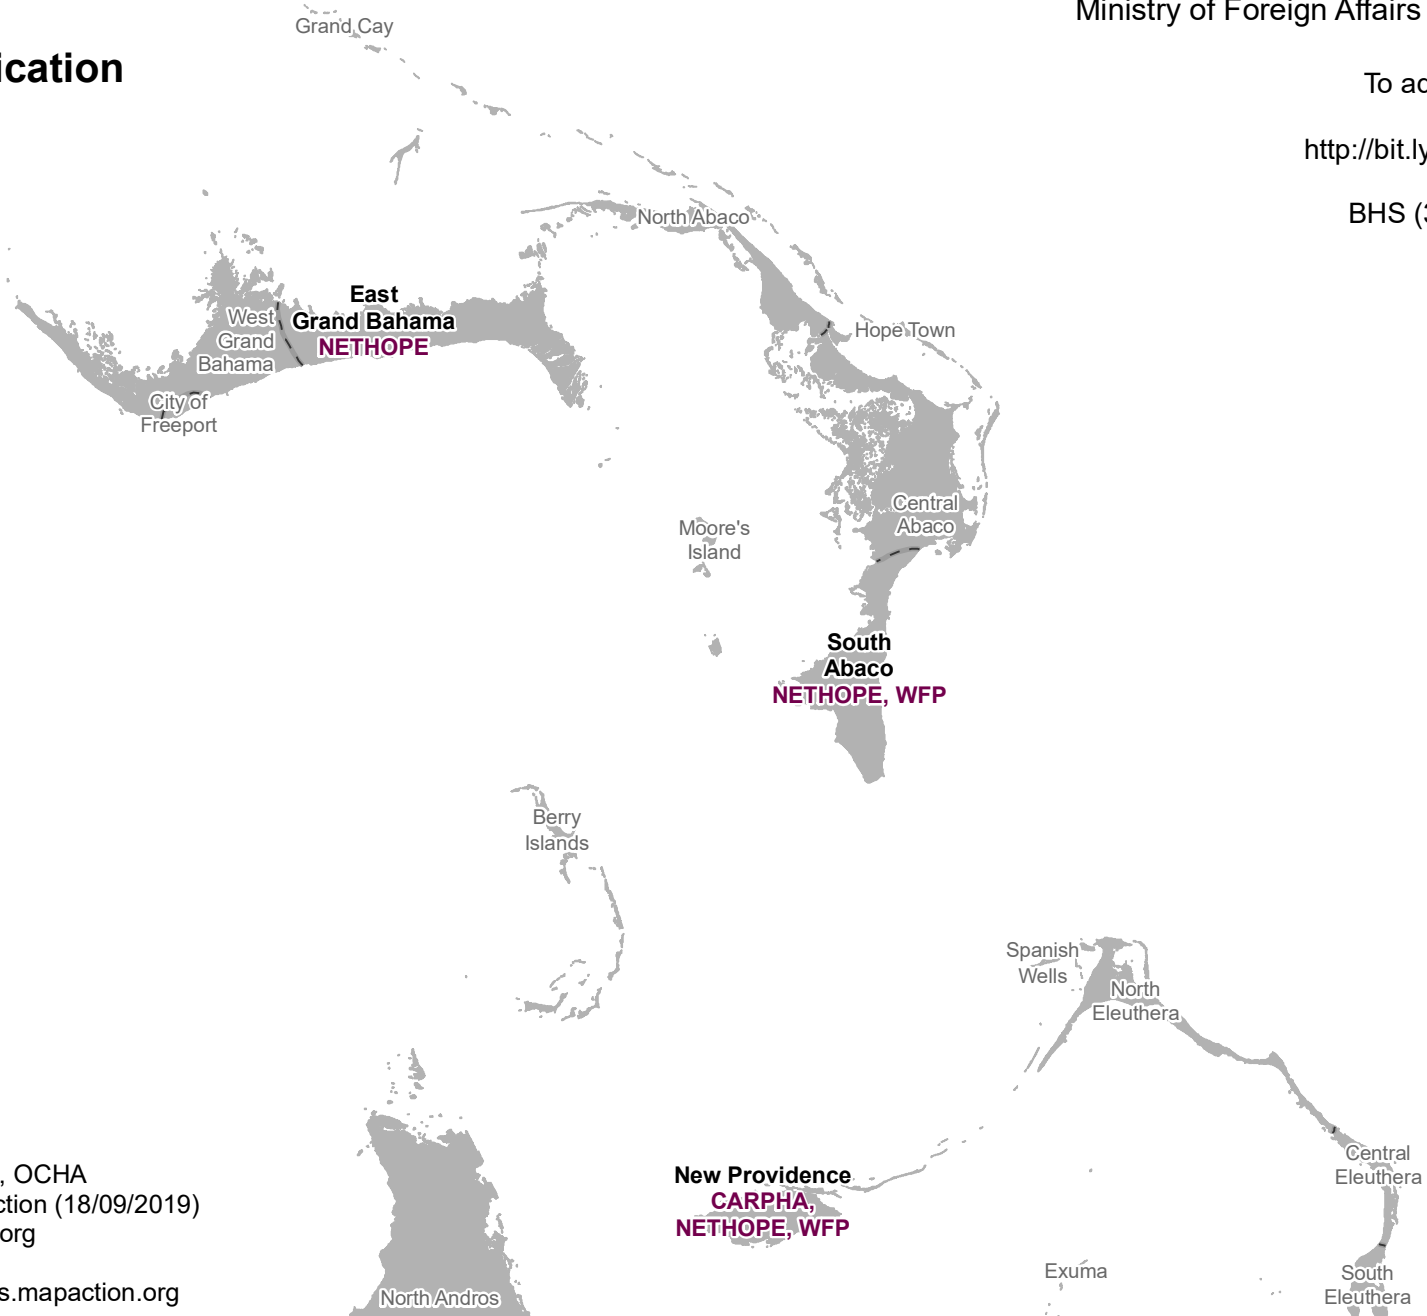 Grand Cay
Ministry of Foreign Affairs
ication
To ac
http://bit.ly
BHS (3
North Abaco
East
Grand Bahama
NETHOPE
West
Grand
Bahama
Hope Town
City of
Freeport
Central
Abaco
Moore's
Island
South
Abaco
NETHOPE, WFP
Berry
Islands
Spanish
Wells
North
Eleuthera
Central
Eleuthera
New Providence
CARPHA,
NETHOPE, WFP
, OCHA
ction (18/09/2019)
org
s.mapaction.org
North Andros
Exuma
South
Eleuthera